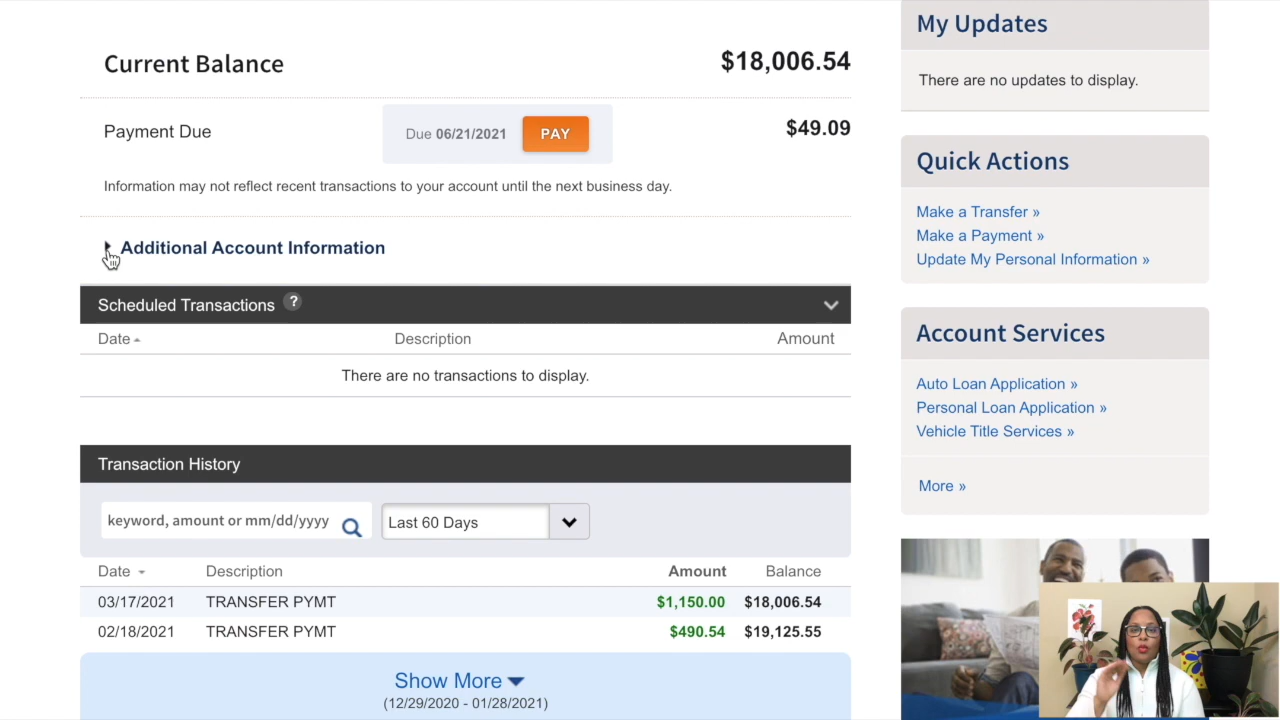 Current Balance
$18,006.54
Payment Due
Due 06/21/2021
PAY
$49.09
Information may not reflect recent transactions to your account until the next business day.
Additional Account Information
Scheduled Transactions ?
Date Description Amount
There are no transactions to display.
Transaction History
keyword, amount or mm/dd/yyyy
Last 60 Days
Date Description Amount Balance
03/17/2021 TRANSFER PYMT $1,150.00 $18,006.54
02/18/2021 TRANSFER PYMT $490.54 $19,125.55
Show More
(12/29/2020 - 01/28/2021)
My Updates
There are no updates to display.
Quick Actions
Make a Transfer »
Make a Payment »
Update My Personal Information »
Account Services
Auto Loan Application »
Personal Loan Application »
Vehicle Title Services »
More »